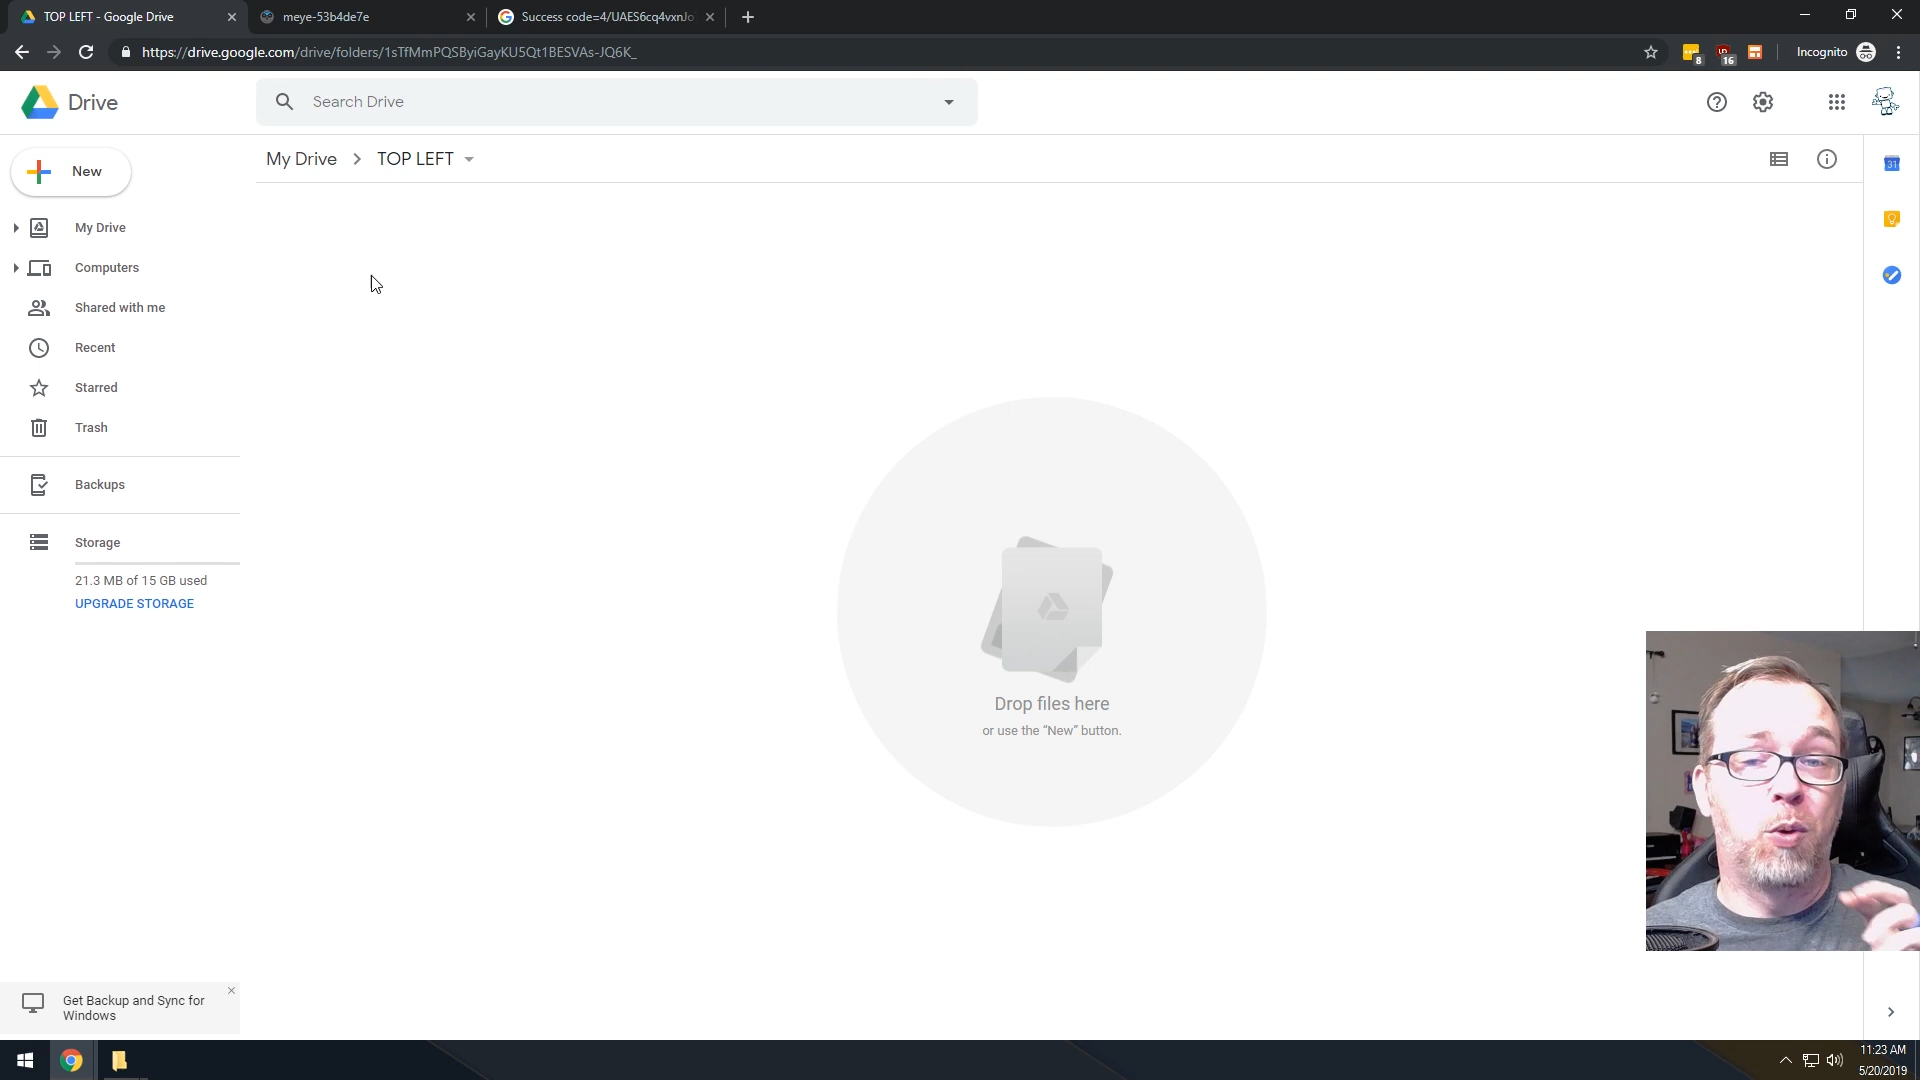 TOP LEFT - Google Drive
meye-53b4de7e
Success code=4/UAES6cq4vxnJo
https://drive.google.com/drive/folders/1sTfMmPQSByiGayKU5Qt1BESVAs-JQ6K_
8
16
Incognito
Drive
Search Drive
New
My Drive
TOP LEFT
31
My Drive
Computers
Shared with me
Recent
Starred
Trash
Backups
Storage
21.3 MB of 15 GB used
UPGRADE STORAGE
Drop files here
or use the “New” button.
Get Backup and Sync for
Windows
11:23 AM
5/20/2019